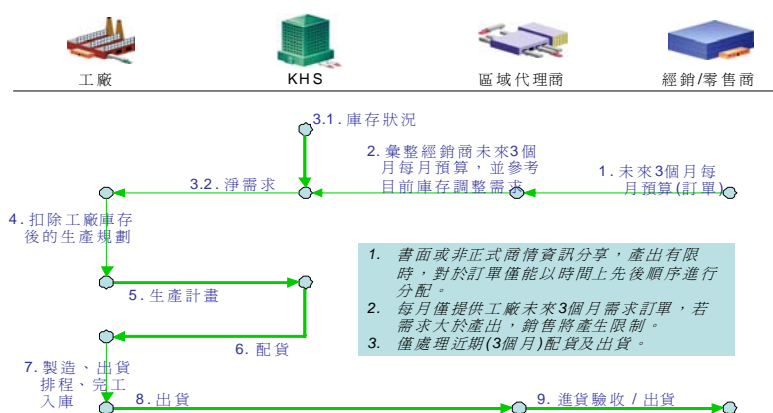 工廠
KHS
區域代理商
經銷/零售商
3.1.庫存狀況
2. 彙整經銷商未來3個
月每月預算，並參考
目前庫存調整需求
1.未來3個月每
月預算(訂單)
3.2.淨需求
4.扣除工廠庫存
後的生產規劃
5.生產計畫
6.配貨
7.製造、出貨
排程、完工
入庫
8.出貨
9.進貨驗收 / 出貨
1. 書面或非正式商情資訊分享，產出有限
時，對於訂單僅能以時間上先後順序進行
分配。
2. 每月僅提供工廠未來3個月需求訂單，若
需求大於產出，銷售將產生限制。
3. 僅處理近期(3個月)配貨及出貨。